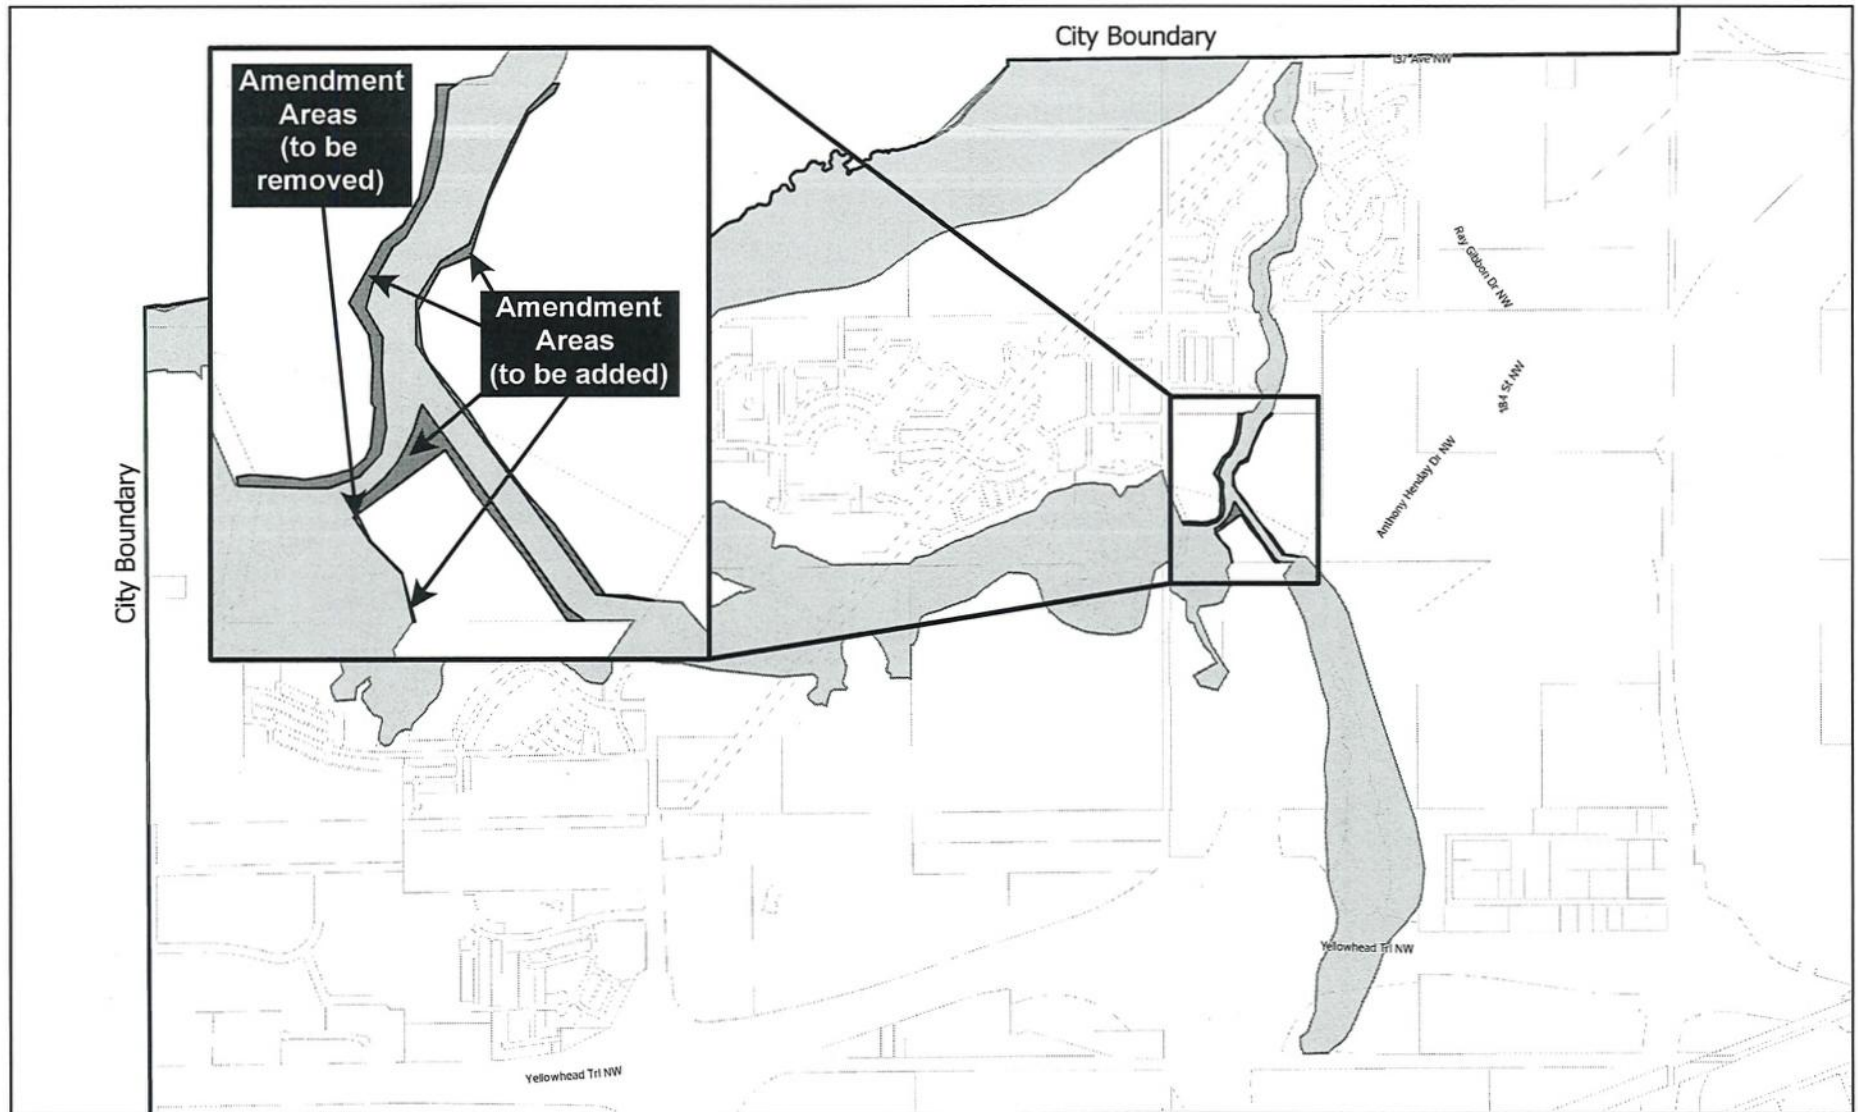 City Boundary
137 Ave NW
Amendment
Areas
(to be
removed)
Ray Gibbon Dr NW
Amendment
Areas
(to be added)
184 St NW
Anthony Henday Dr NW
City Boundary
Yellowhead Trl NW
Yellowhead Trl NW